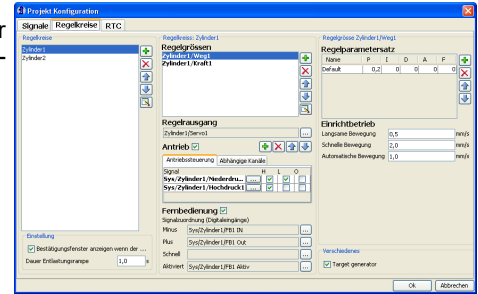 r
-
Projekt Konfiguration
Signale Regelkreise RTC
Regelkreise
Zylinder1
Zylinder2
Einstellung
Bestätigungsfenster anzeigen wenn der ...
Dauer Entlastungsrampe 1,0 s
Regelkreiss: Zylinder1
Regelgrössen
Zylinder1/Weg1
Zylinder1/Kraft1
Regelausgang
Zylinder1/Servo1 ...
Antrieb
Antriebssteuerung Abhängige Kanäle
Signal H L O
Sys/Zylinder1/Niederdru... ...
Sys/Zylinder1/Hochdruck1 ...
Fernbedienung
Signalzuordnung (Digitaleingänge)
Minus Sys/Zylinder1/FB1 IN ...
Plus Sys/Zylinder1/FB1 Out ...
Schnell ...
Aktiviert Sys/Zylinder1/FB1 Aktiv ...
Regelgrösse Zylinder1/Weg1
Regelparametersatz
Name P I D A F
Default 0,2 0 0 0 0
Einrichtbetrieb
Langsame Bewegung 0,5 mm/s
Schnelle Bewegung 2,0 mm/s
Automatische Bewegung 1,0 mm/s
Verschiedenes
Target generator
Ok Abbrechen